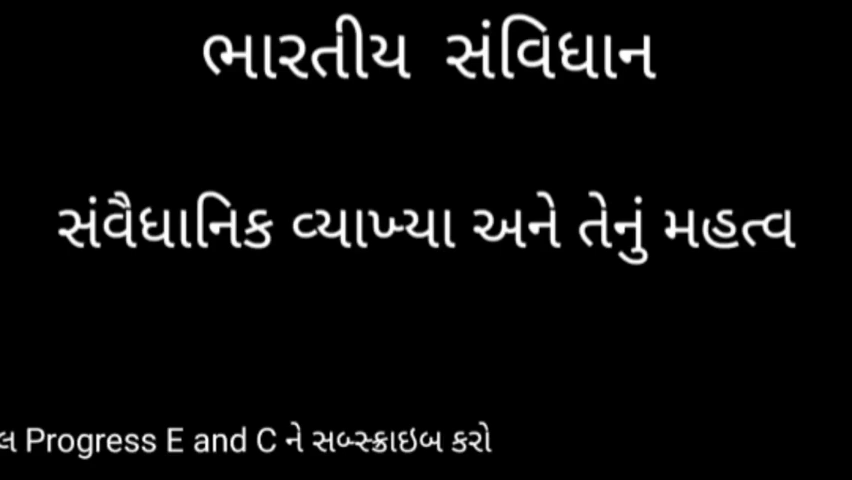 ભારતીય સંવિધાન
સંવૈધાનિક વ્યાખ્યા અને તેનું મહત્વ
Progress E and C ને સબ્સ્ક્રાઇબ કરો